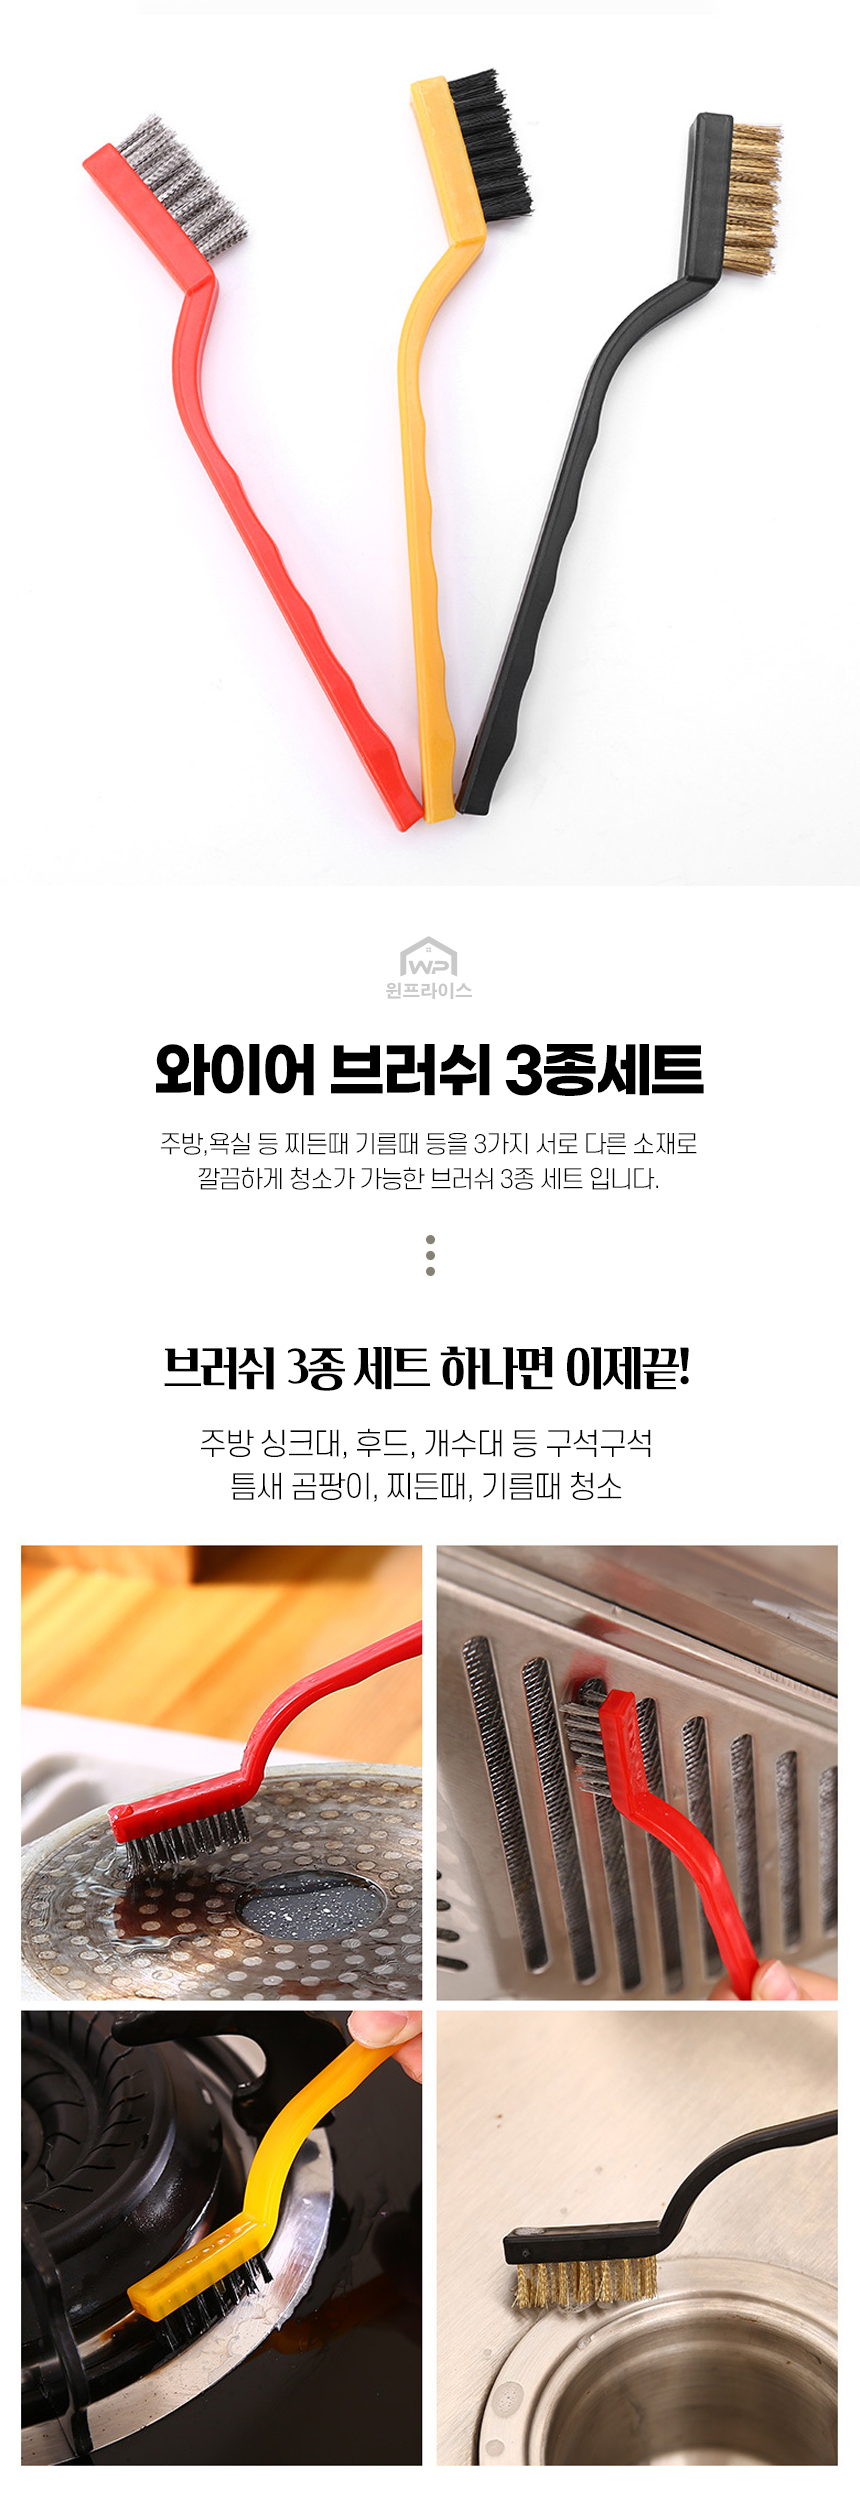 WP
윈프라이스
와이어 브러쉬 3종세트
주방,욕실 등 찌든때 기름때 등을 3가지 서로 다른 소재로
깔끔하게 청소가 가능한 브러쉬 3종 세트 입니다.
브러쉬 3종 세트 하나면 이제끝!
주방 싱크대, 후드, 개수대 등 구석구석
틈새 곰팡이, 찌든때, 기름때 청소